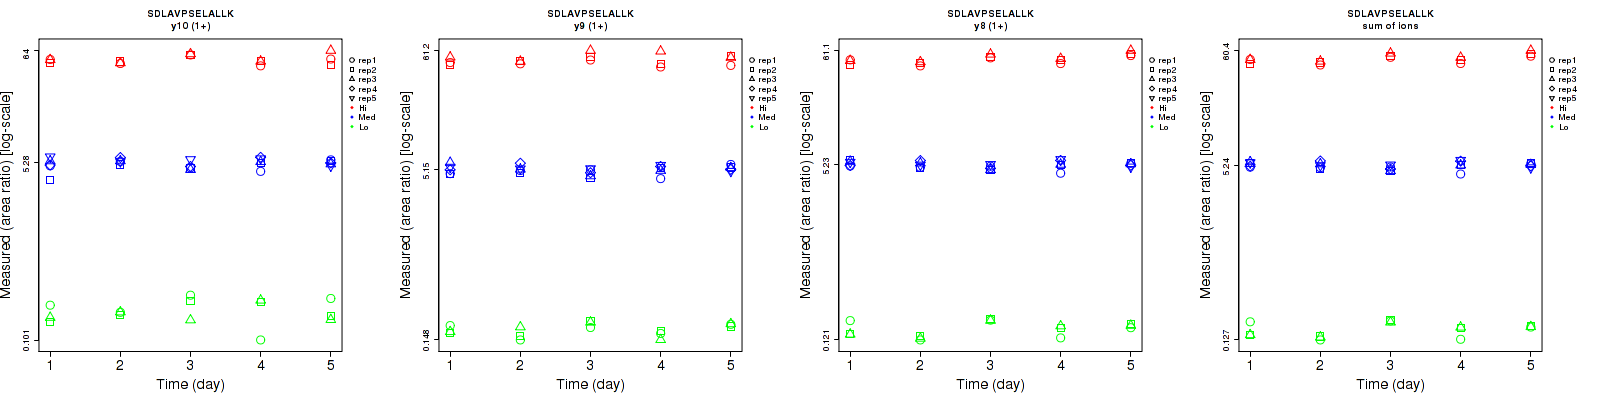 SDLAVPSELALLK
y10 (1+)
Measured (area ratio) [log-scale]
64
5.28
0.101
1 2 3 4 5
Time (day)
rep1
rep2
rep3
rep4
rep5
Hi
Med
Lo
SDLAVPSELALLK
y9 (1+)
Measured (area ratio) [log-scale]
61.2
5.15
0.148
1 2 3 4 5
Time (day)
rep1
rep2
rep3
rep4
rep5
Hi
Med
Lo
SDLAVPSELALLK
y8 (1+)
Measured (area ratio) [log-scale]
61.1
5.23
0.121
1 2 3 4 5
Time (day)
rep1
rep2
rep3
rep4
rep5
Hi
Med
Lo
SDLAVPSELALLK
sum of ions
Measured (area ratio) [log-scale]
60.4
5.24
0.127
1 2 3 4 5
Time (day)
rep1
rep2
rep3
rep4
rep5
Hi
Med
Lo